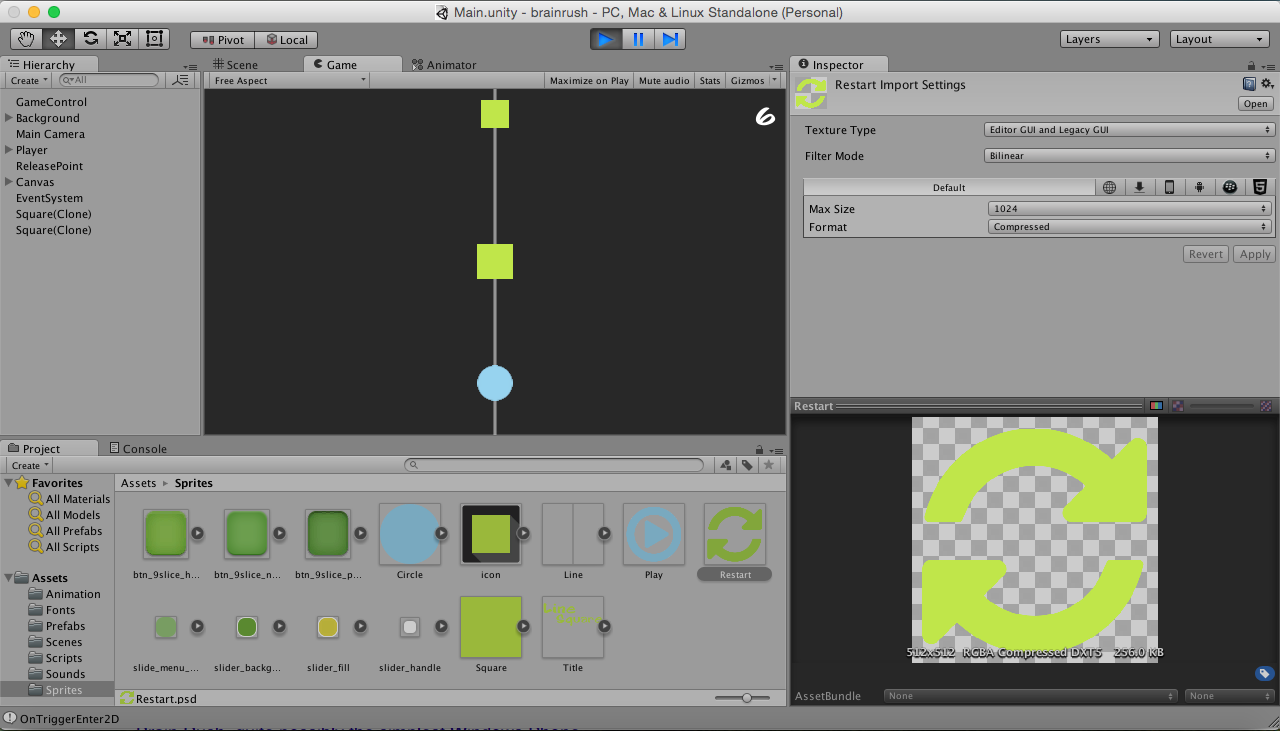 Main.unity - brainrush - PC, Mac & Linux Standalone (Personal)
Pivot Local Layers Layout
Hierarchy
Create All
GameControl
Background
Main Camera
Player
ReleasePoint
Canvas
EventSystem
Square(Clone)
Square(Clone)
Scene Game Animator
Free Aspect Maximize on Play Mute audio Stats Gizmos
6
Inspector
Restart Import Settings
Open
Texture Type Editor GUI and Legacy GUI
Filter Mode Bilinear
Default
Max Size 1024
Format Compressed
Revert Apply
Restart
512x512 RGBA Compressed DXT5 256.0 KB
AssetBundle None None
Project Console
Create
Favorites
All Materials
All Models
All Prefabs
All Scripts
Assets
Animation
Fonts
Prefabs
Scenes
Scripts
Sounds
Sprites
Assets Sprites
btn_9slice_h... btn_9slice_n... btn_9slice_p... Circle icon Line Play Restart
slide_menu_... slider_backg... slider_fill slider_handle Square Title
Restart.psd
OnTriggerEnter2D